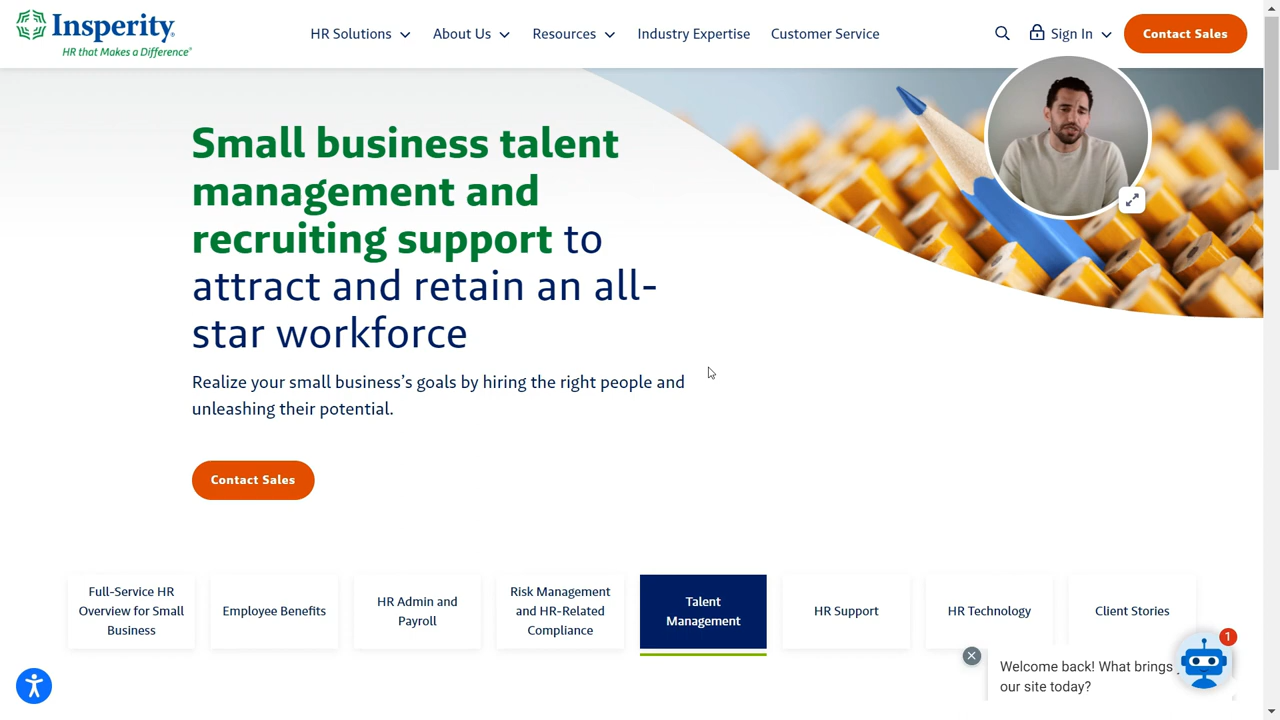 Insperity
HR that Makes a Difference®
HR Solutions
About Us
Resources
Industry Expertise
Customer Service
Sign In
Contact Sales
Small business talent
management and
recruiting support to
attract and retain an all-
star workforce
Realize your small business’s goals by hiring the right people and
unleashing their potential.
Contact Sales
Full-Service HR
Overview for Small
Business
Employee Benefits
HR Admin and
Payroll
Risk Management
and HR-Related
Compliance
Talent
Management
HR Support
HR Technology
Client Stories
1
Welcome back! What brings
our site today?